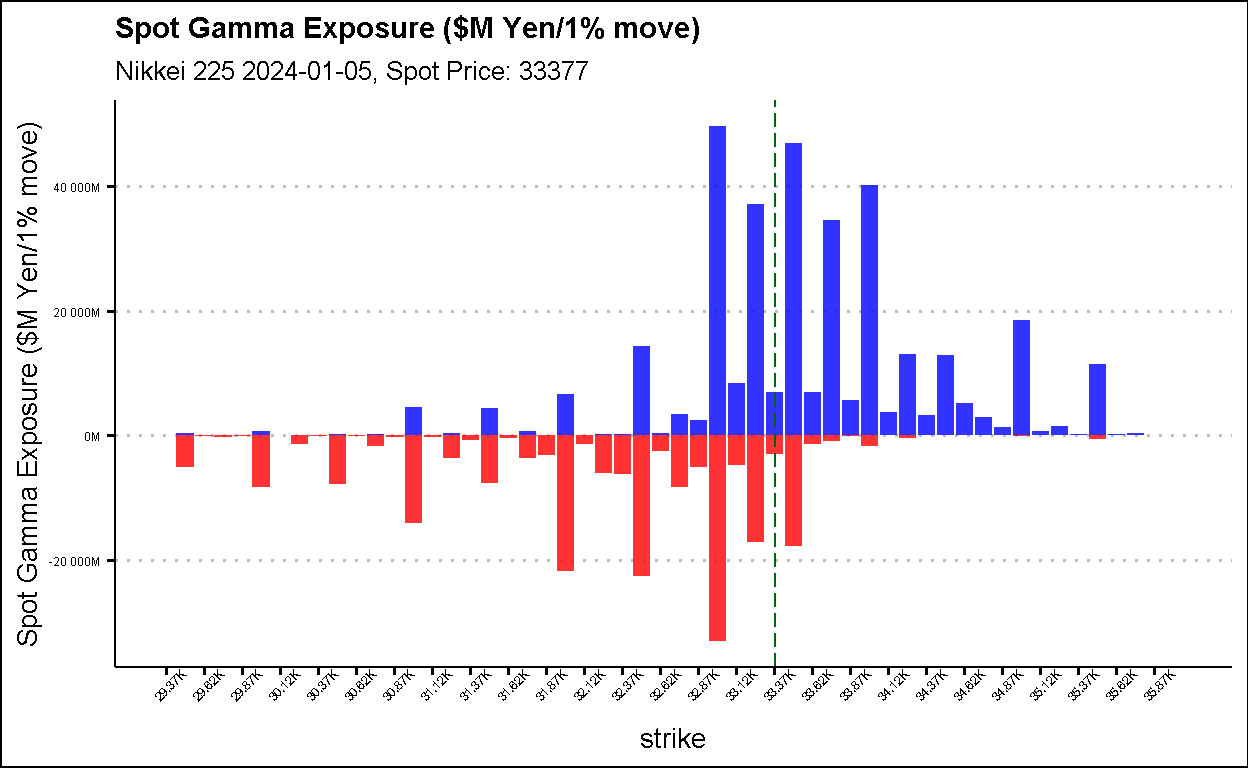 Spot Gamma Exposure ($M Yen/1% move)
Nikkei 225 2024-01-05, Spot Price: 33377
Spot Gamma Exposure ($M Yen/1% move)
40 000M
20 000M
0M
-20 000M
29.37K 29.62K 29.87K 30.12K 30.37K 30.62K 30.87K 31.12K 31.37K 31.62K 31.87K 32.12K 32.37K 32.62K 32.87K 33.12K 33.37K 33.62K 33.87K 34.12K 34.37K 34.62K 34.87K 35.12K 35.37K 35.62K 35.87K
strike